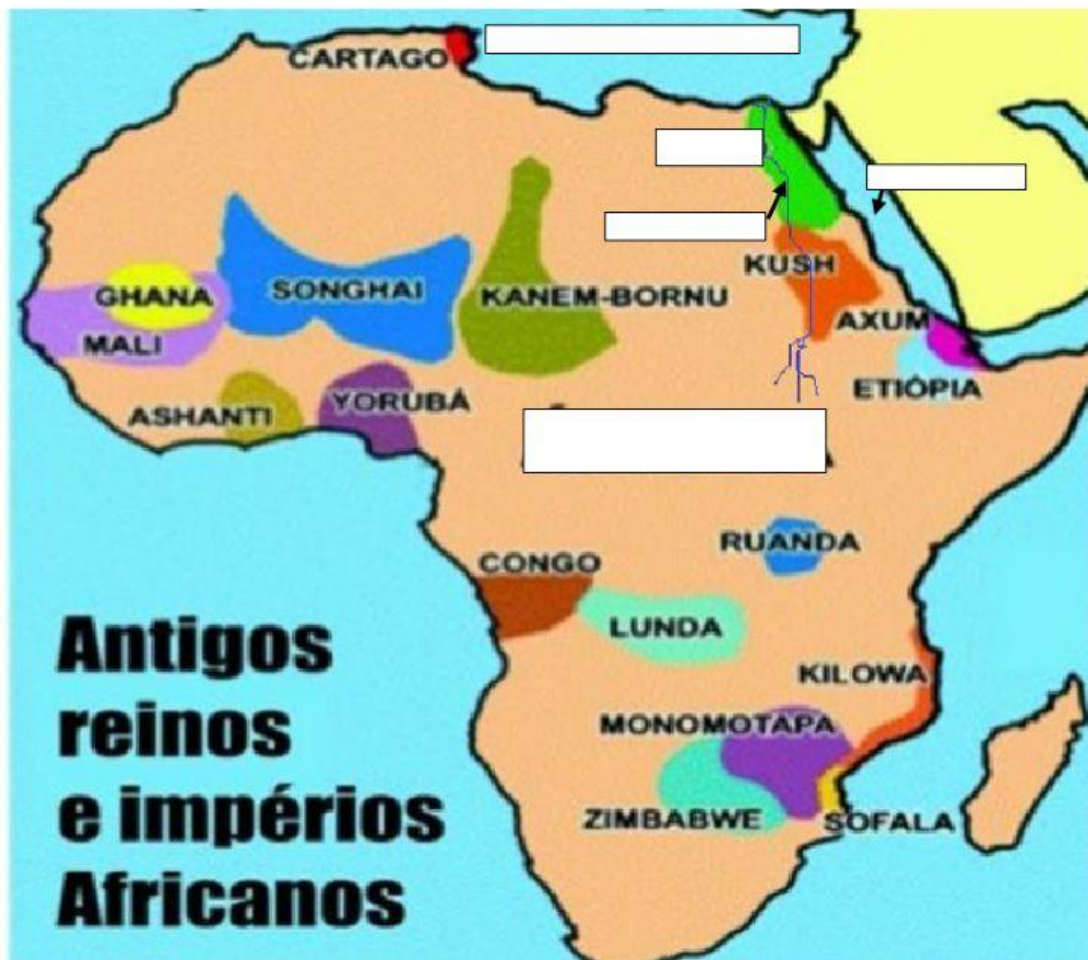 CARTAGO
KUSH
GHANA
SONGHAI
KANEM-BORNU
AXUM
MALI
ETIÓPIA
ASHANTI
YORUBÁ
RUANDA
CONGO
LUNDA
KILOWA
MONOMOTAPA
ZIMBABWE
SOFALA
Antigos
reinos
e impérios
Africanos